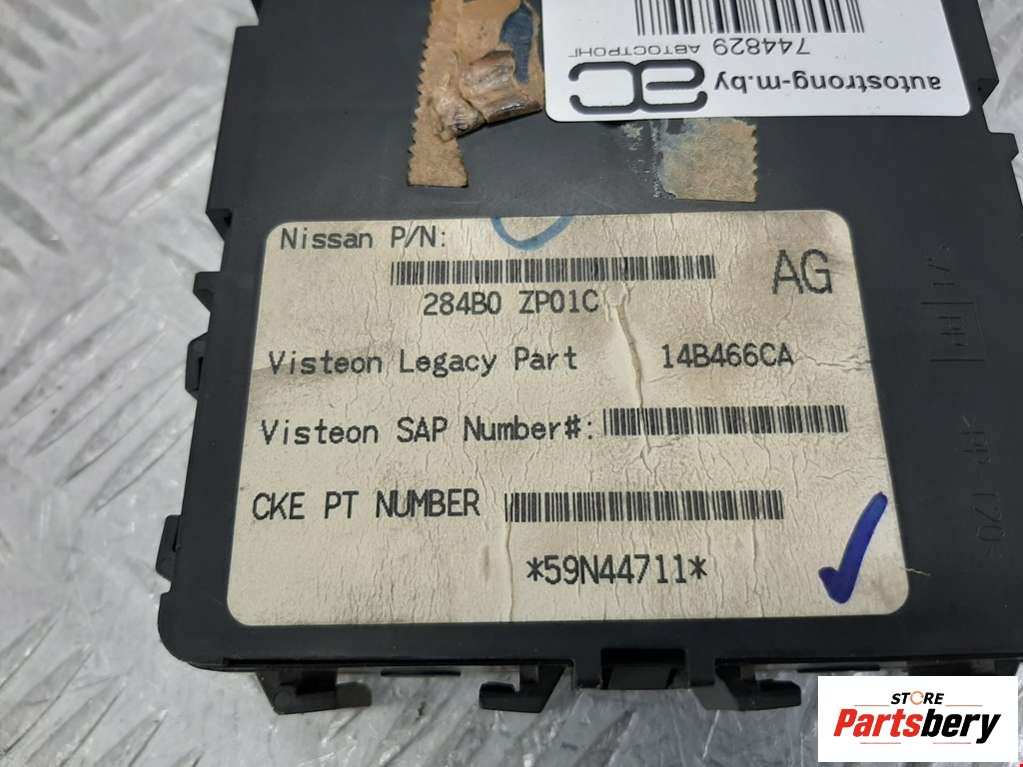 autostrong-m.by
744829 АВТОСТРОНГ
Nissan P/N:
AG
284B0 ZP01C
Visteon Legacy Part 14B466CA
Visteon SAP Number#:
CKE PT NUMBER
*59N44711*
STORE
Partsbery